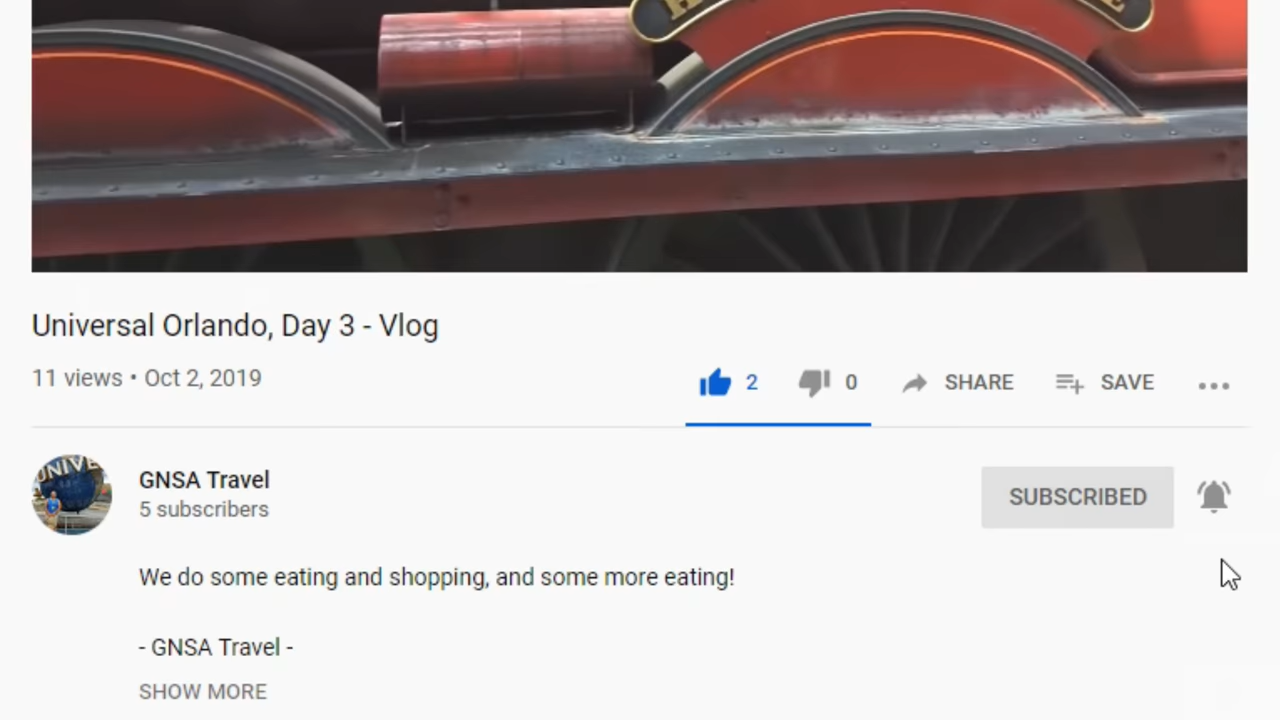 Universal Orlando, Day 3 - Vlog
11 views • Oct 2, 2019
2 0 SHARE SAVE
UNIVE
GNSA Travel
5 subscribers
SUBSCRIBED
We do some eating and shopping, and some more eating!
- GNSA Travel -
SHOW MORE